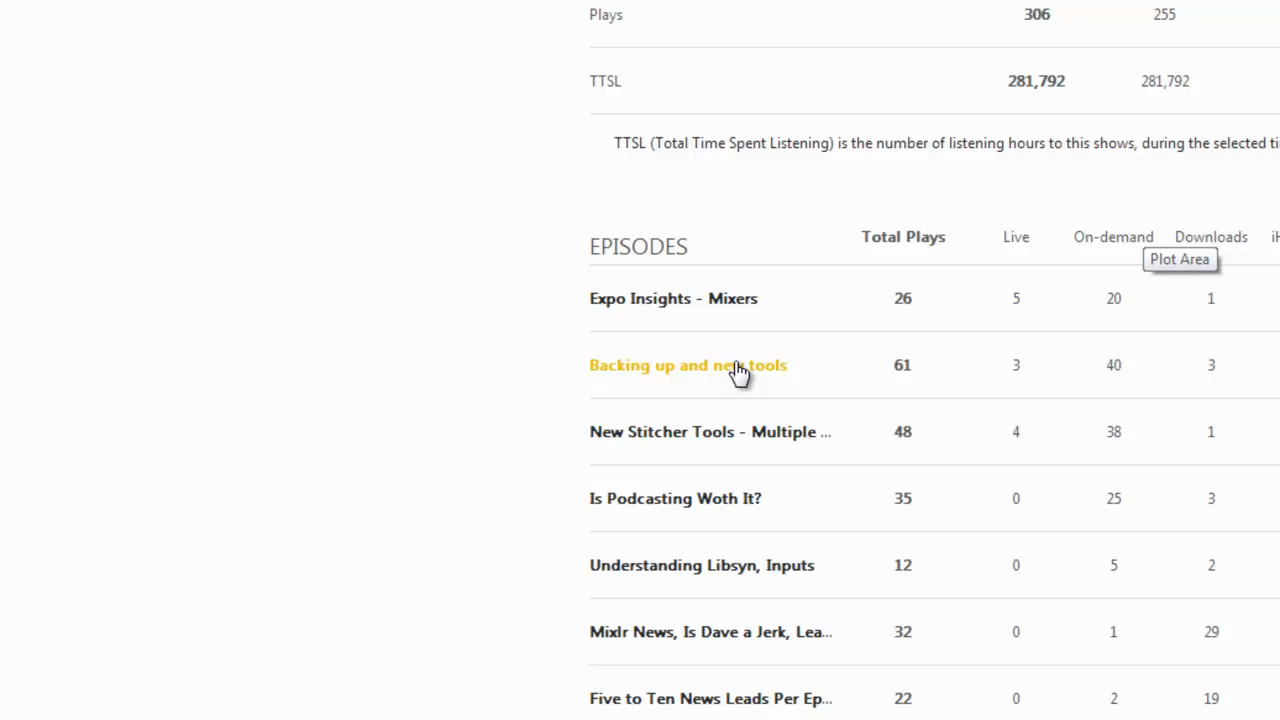 Plays 306 255
TTSL 281,792 281,792
TTSL (Total Time Spent Listening) is the number of listening hours to this shows, during the selected
EPISODES Total Plays Live On-demand Downloads
Plot Area
Expo Insights - Mixers 26 5 20 1
Backing up and new tools 61 3 40 3
New Stitcher Tools - Multiple ... 48 4 38 1
Is Podcasting Woth It? 35 0 25 3
Understanding Libsyn, Inputs 12 0 5 2
Mixlr News, Is Dave a Jerk, Lea... 32 0 1 29
Five to Ten News Leads Per Ep... 22 0 2 19